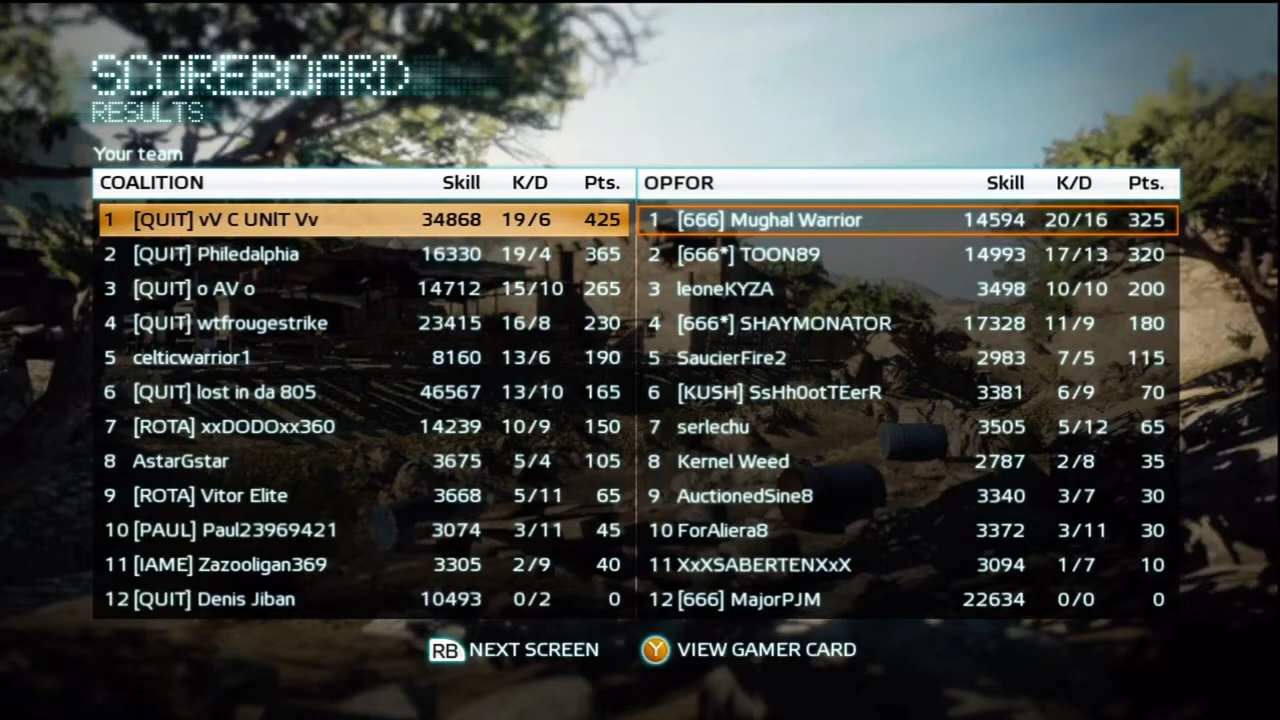 SCOREBOARD
RESULTS
Your team
COALITION Skill K/D Pts. OPFOR Skill K/D Pts.
1 [QUIT] vV C UNIT Vv 34868 19/6 425 1 [666] Mughal Warrior 14594 20/16 325
2 [QUIT] Philedalphia 16330 19/4 365 2 [666*] TOON89 14993 17/13 320
3 [QUIT] o AV o 14712 15/10 265 3 leoneKYZA 3498 10/10 200
4 [QUIT] wtfrougestrike 23415 16/8 230 4 [666*] SHAYMONATOR 17328 11/9 180
5 celticwarrior1 8160 13/6 190 5 SaucierFire2 2983 7/5 115
6 [QUIT] lost in da 805 46567 13/10 165 6 [KUSH] SsHh0otTEerR 3381 6/9 70
7 [ROTA] xxDODOxx360 14239 10/9 150 7 serlechu 3505 5/12 65
8 AstarGstar 3675 5/4 105 8 Kernel Weed 2787 2/8 35
9 [ROTA] Vitor Elite 3668 5/11 65 9 AuctionedSine8 3340 3/7 30
10 [PAUL] Paul23969421 3074 3/11 45 10 ForAliera8 3372 3/11 30
11 [IAME] Zazooligan369 3305 2/9 40 11 XxXSABERTENXxX 3094 1/7 10
12 [QUIT] Denis Jiban 10493 0/2 0 12 [666] MajorPJM 22634 0/0 0
RB NEXT SCREEN Y VIEW GAMER CARD